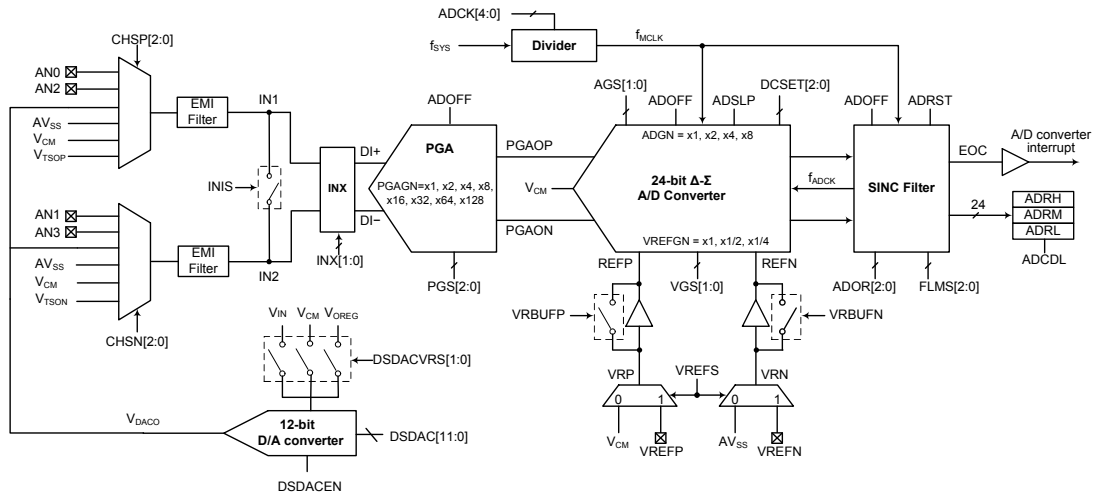 ADCK[4:0]
fSYS
Divider
fMCLK
CHSP[2:0]
AN0
AN2
AVSS
VCM
VTSOP
EMI
Filter
IN1
INIS
AN1
AN3
AVSS
VCM
VTSON
EMI
Filter
IN2
CHSN[2:0]
INX
INX[1:0]
DI+
DI−
ADOFF
PGA
PGAGN=x1, x2, x4, x8,
x16, x32, x64, x128
PGS[2:0]
PGAOP
VCM
PGAON
AGS[1:0]
ADOFF
ADSLP
DCSET[2:0]
ADGN = x1, x2, x4, x8
24-bit Δ-Σ
A/D Converter
VREFGN = x1, x1/2, x1/4
REFP
VGS[1:0]
REFN
fADCK
ADOFF
ADRST
SINC Filter
ADOR[2:0]
FLMS[2:0]
EOC
A/D converter
interrupt
24
ADRH
ADRM
ADRL
ADCDL
VRBUFP
VRBUFN
VRP
VREFS
VRN
0 1
0 1
VCM
VREFP
AVSS
VREFN
VIN
VCM
VOREG
DSDACVRS[1:0]
VDACO
12-bit
D/A converter
DSDAC[11:0]
DSDACEN